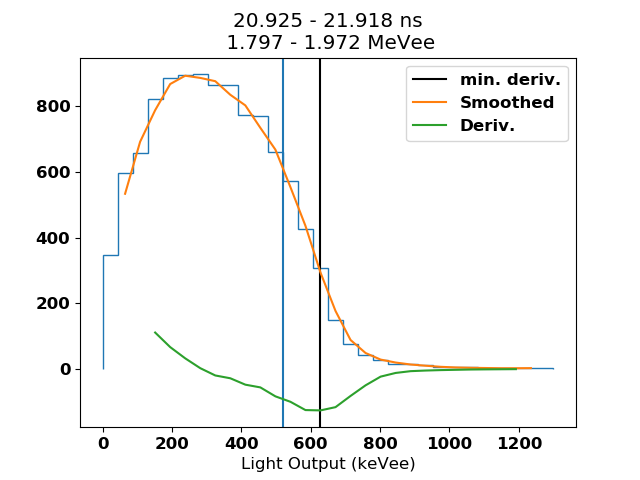 20.925 - 21.918 ns
1.797 - 1.972 MeVee
min. deriv.
Smoothed
Deriv.
800
600
400
200
0
0 200 400 600 800 1000 1200
Light Output (keVee)